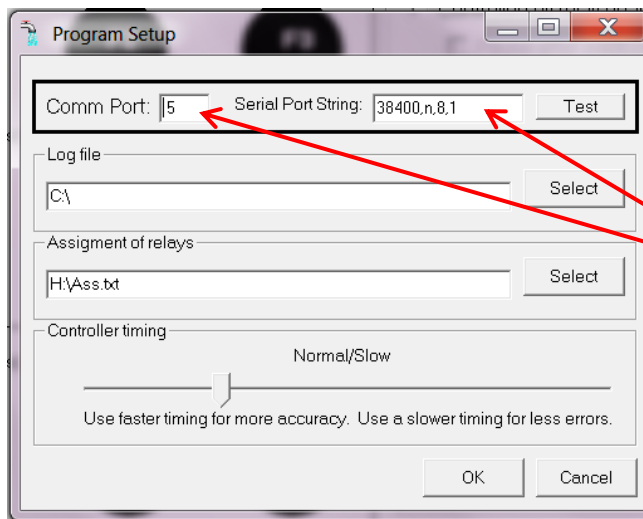 Program Setup
Comm Port: 5 Serial Port String: 38400,n,8,1 Test
Log file
C:\ Select
Assigment of relays
H:\Ass.txt Select
Controller timing
Normal/Slow
Use faster timing for more accuracy. Use a slower timing for less errors.
OK Cancel